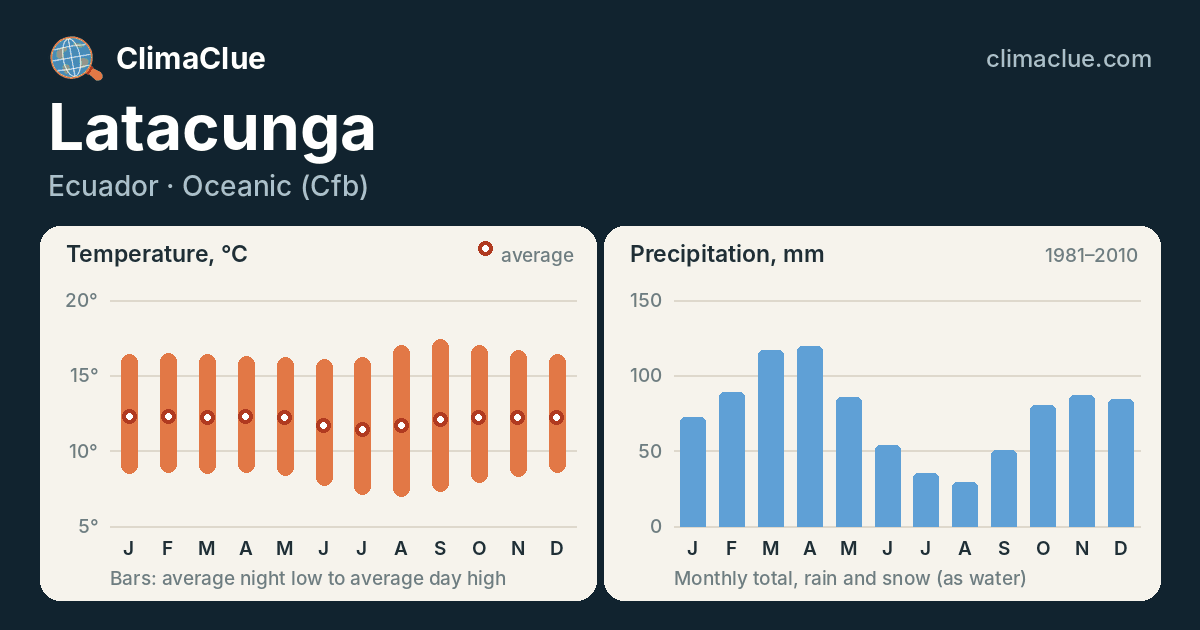 ClimaClue
climaclue.com
Latacunga
Ecuador · Oceanic (Cfb)
Temperature, °C
average
20°
15°
10°
5°
J F M A M J J A S O N D
Bars: average night low to average day high
Precipitation, mm
1981–2010
150
100
50
0
J F M A M J J A S O N D
Monthly total, rain and snow (as water)